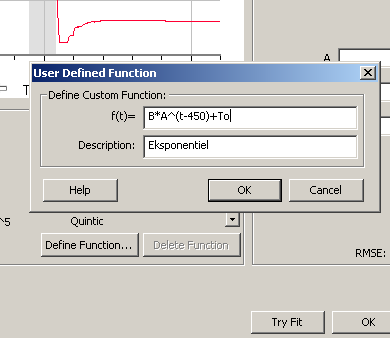 T
A
User Defined Function
Define Custom Function:
f(t)= B*A^(t-450)+To
Description: Eksponentiel
Help OK Cancel
^5 Quintic
Define Function... Delete Function
RMSE:
Try Fit OK